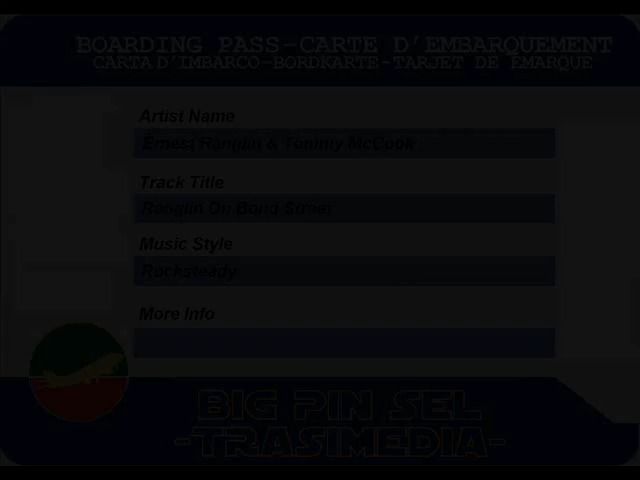 BOARDING PASS-CARTE D'EMBARQUEMENT
CARTA D'IMBARCO-BORDKARTE-TARJET DE EMARQUE
Artist Name
Ernest Ranglin & Tommy McCook
Track Title
Ranglin On Bond Street
Music Style
Rocksteady
More Info
BIG PIN SEL
-TRASIMEDIA-